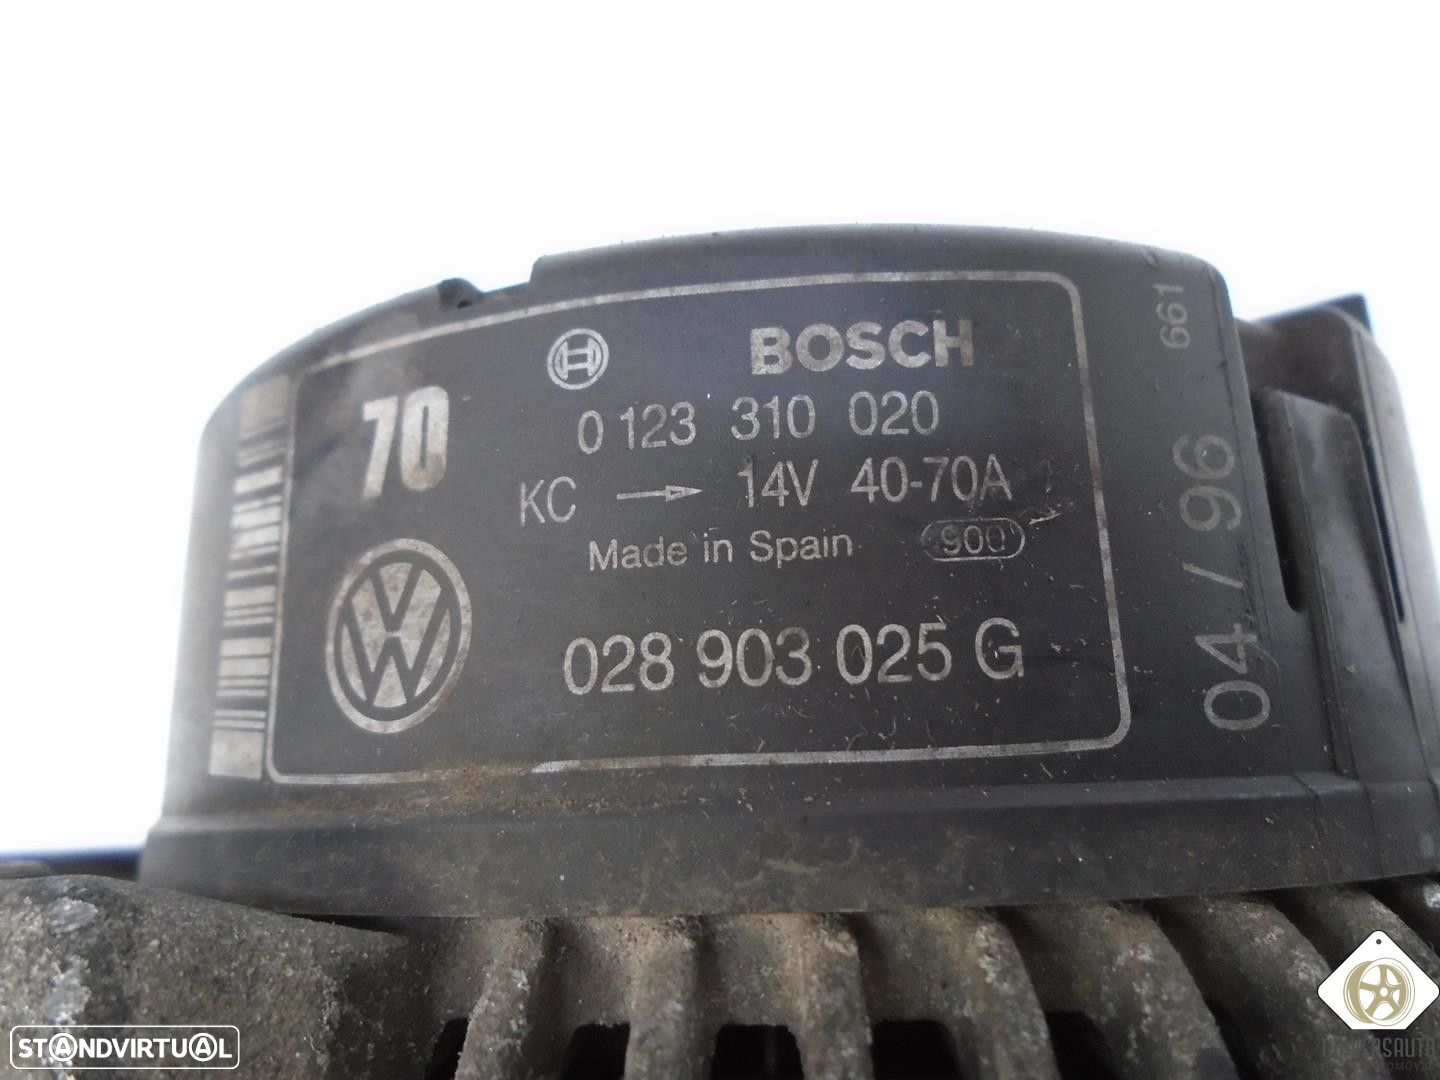 BOSCH
70
0 123 310 020
KC → 14V 40-70A
Made in Spain 900
028 903 025 G
661
04 / 96
STANDVIRTUAL